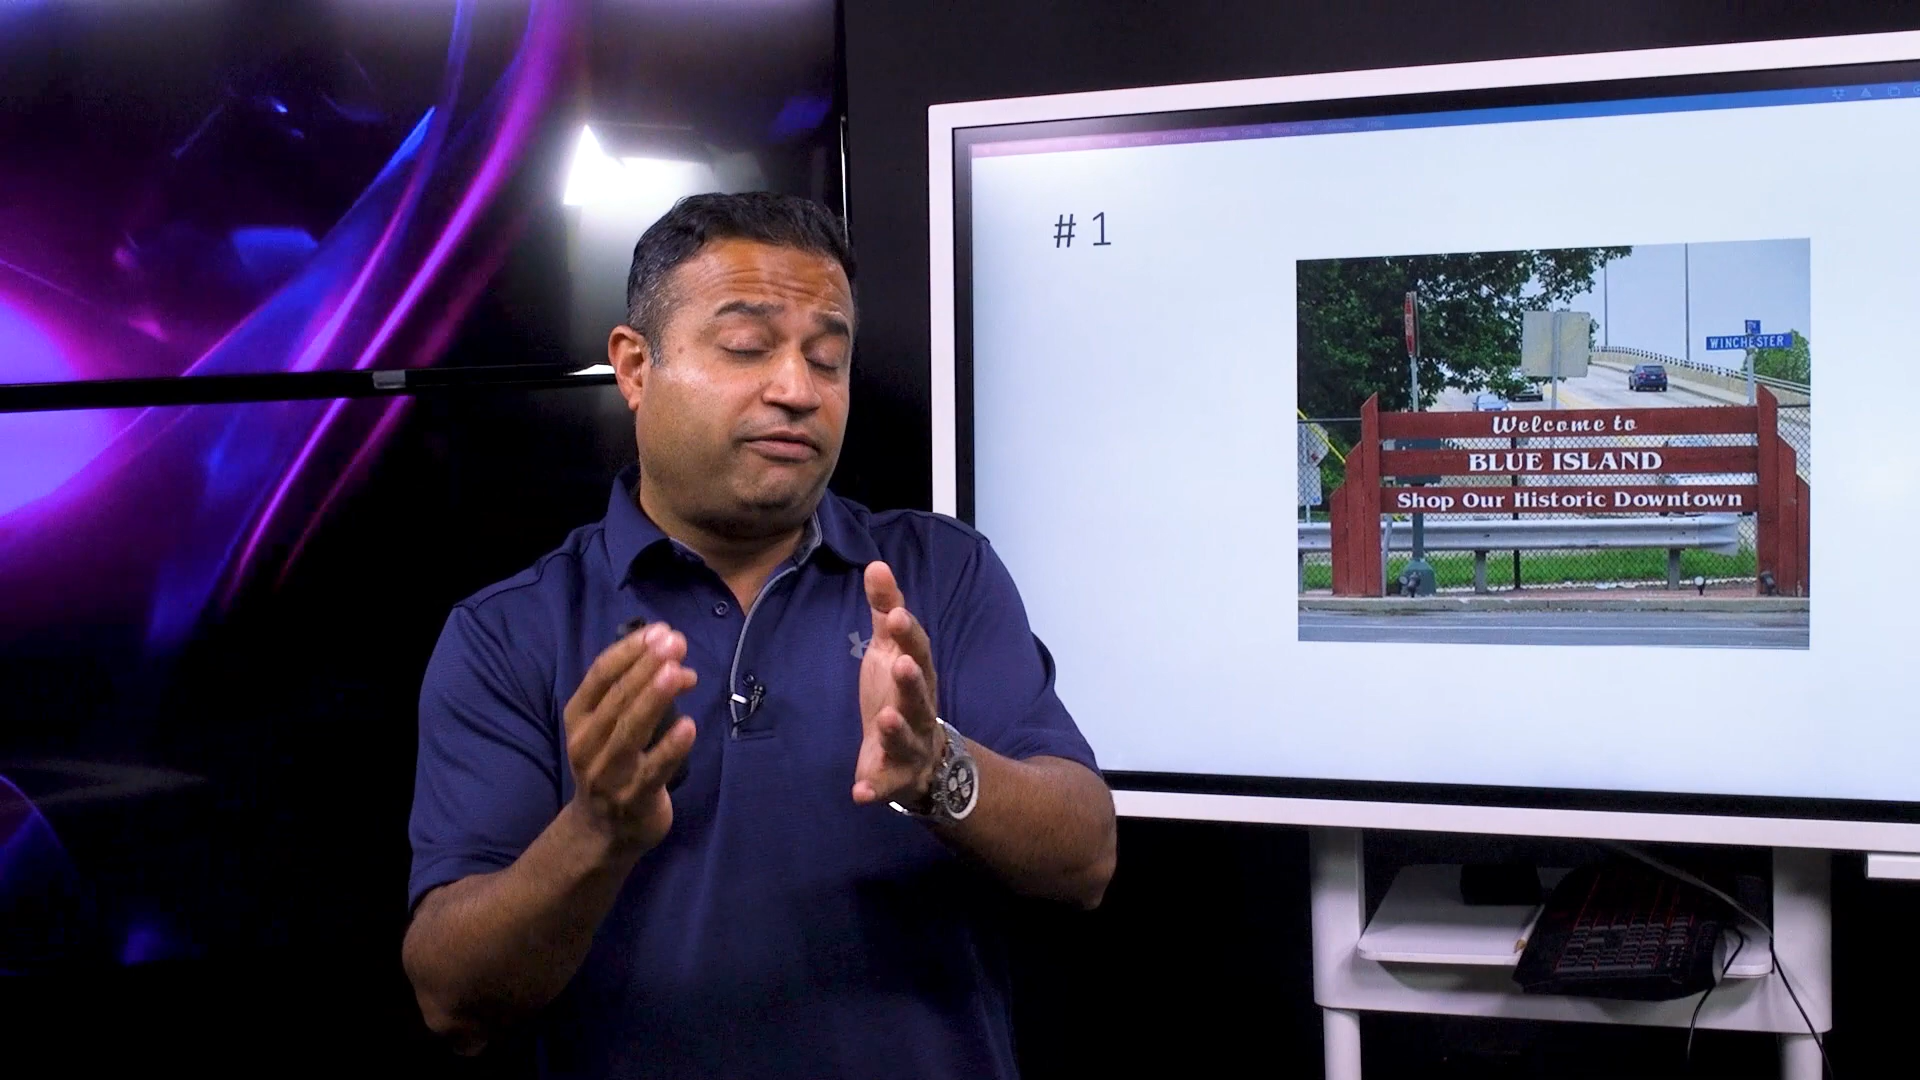 # 1
WINCHESTER
Welcome to
BLUE ISLAND
Shop Our Historic Downtown